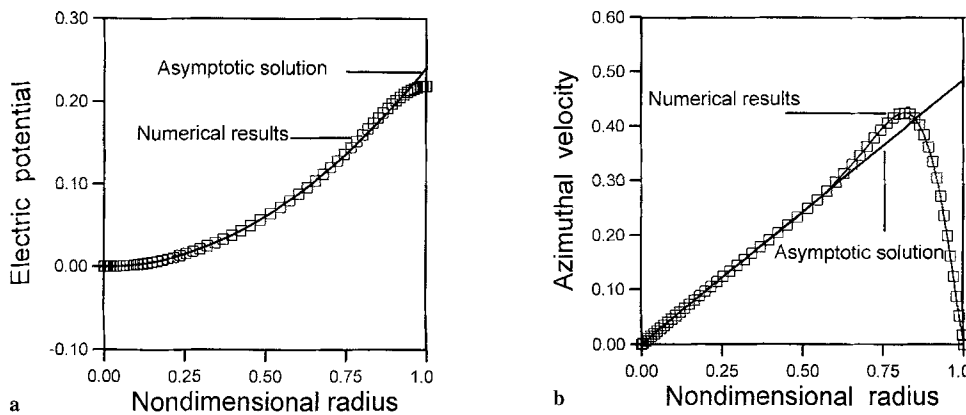 0.30
0.20
0.10
0.00
-0.10
Electric potential
Asymptotic solution
Numerical results
0.00 0.25 0.50 0.75 1.0
a Nondimensional radius
0.60
0.50
0.40
0.30
0.20
0.10
0.00
Azimuthal velocity
Numerical results
Asymptotic solution
0.00 0.25 0.50 0.75 1.0
b Nondimensional radius